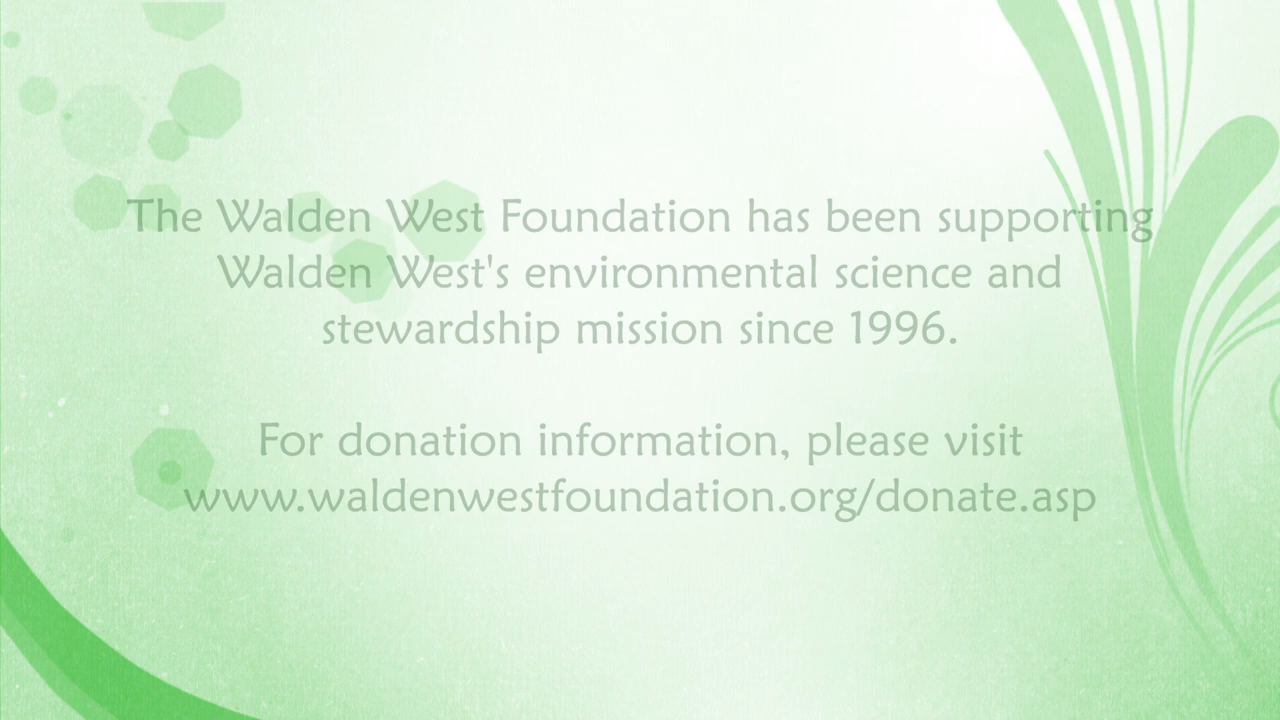 The Walden West Foundation has been supporting
Walden West's environmental science and
stewardship mission since 1996.
For donation information, please visit
www.waldenwestfoundation.org/donate.asp